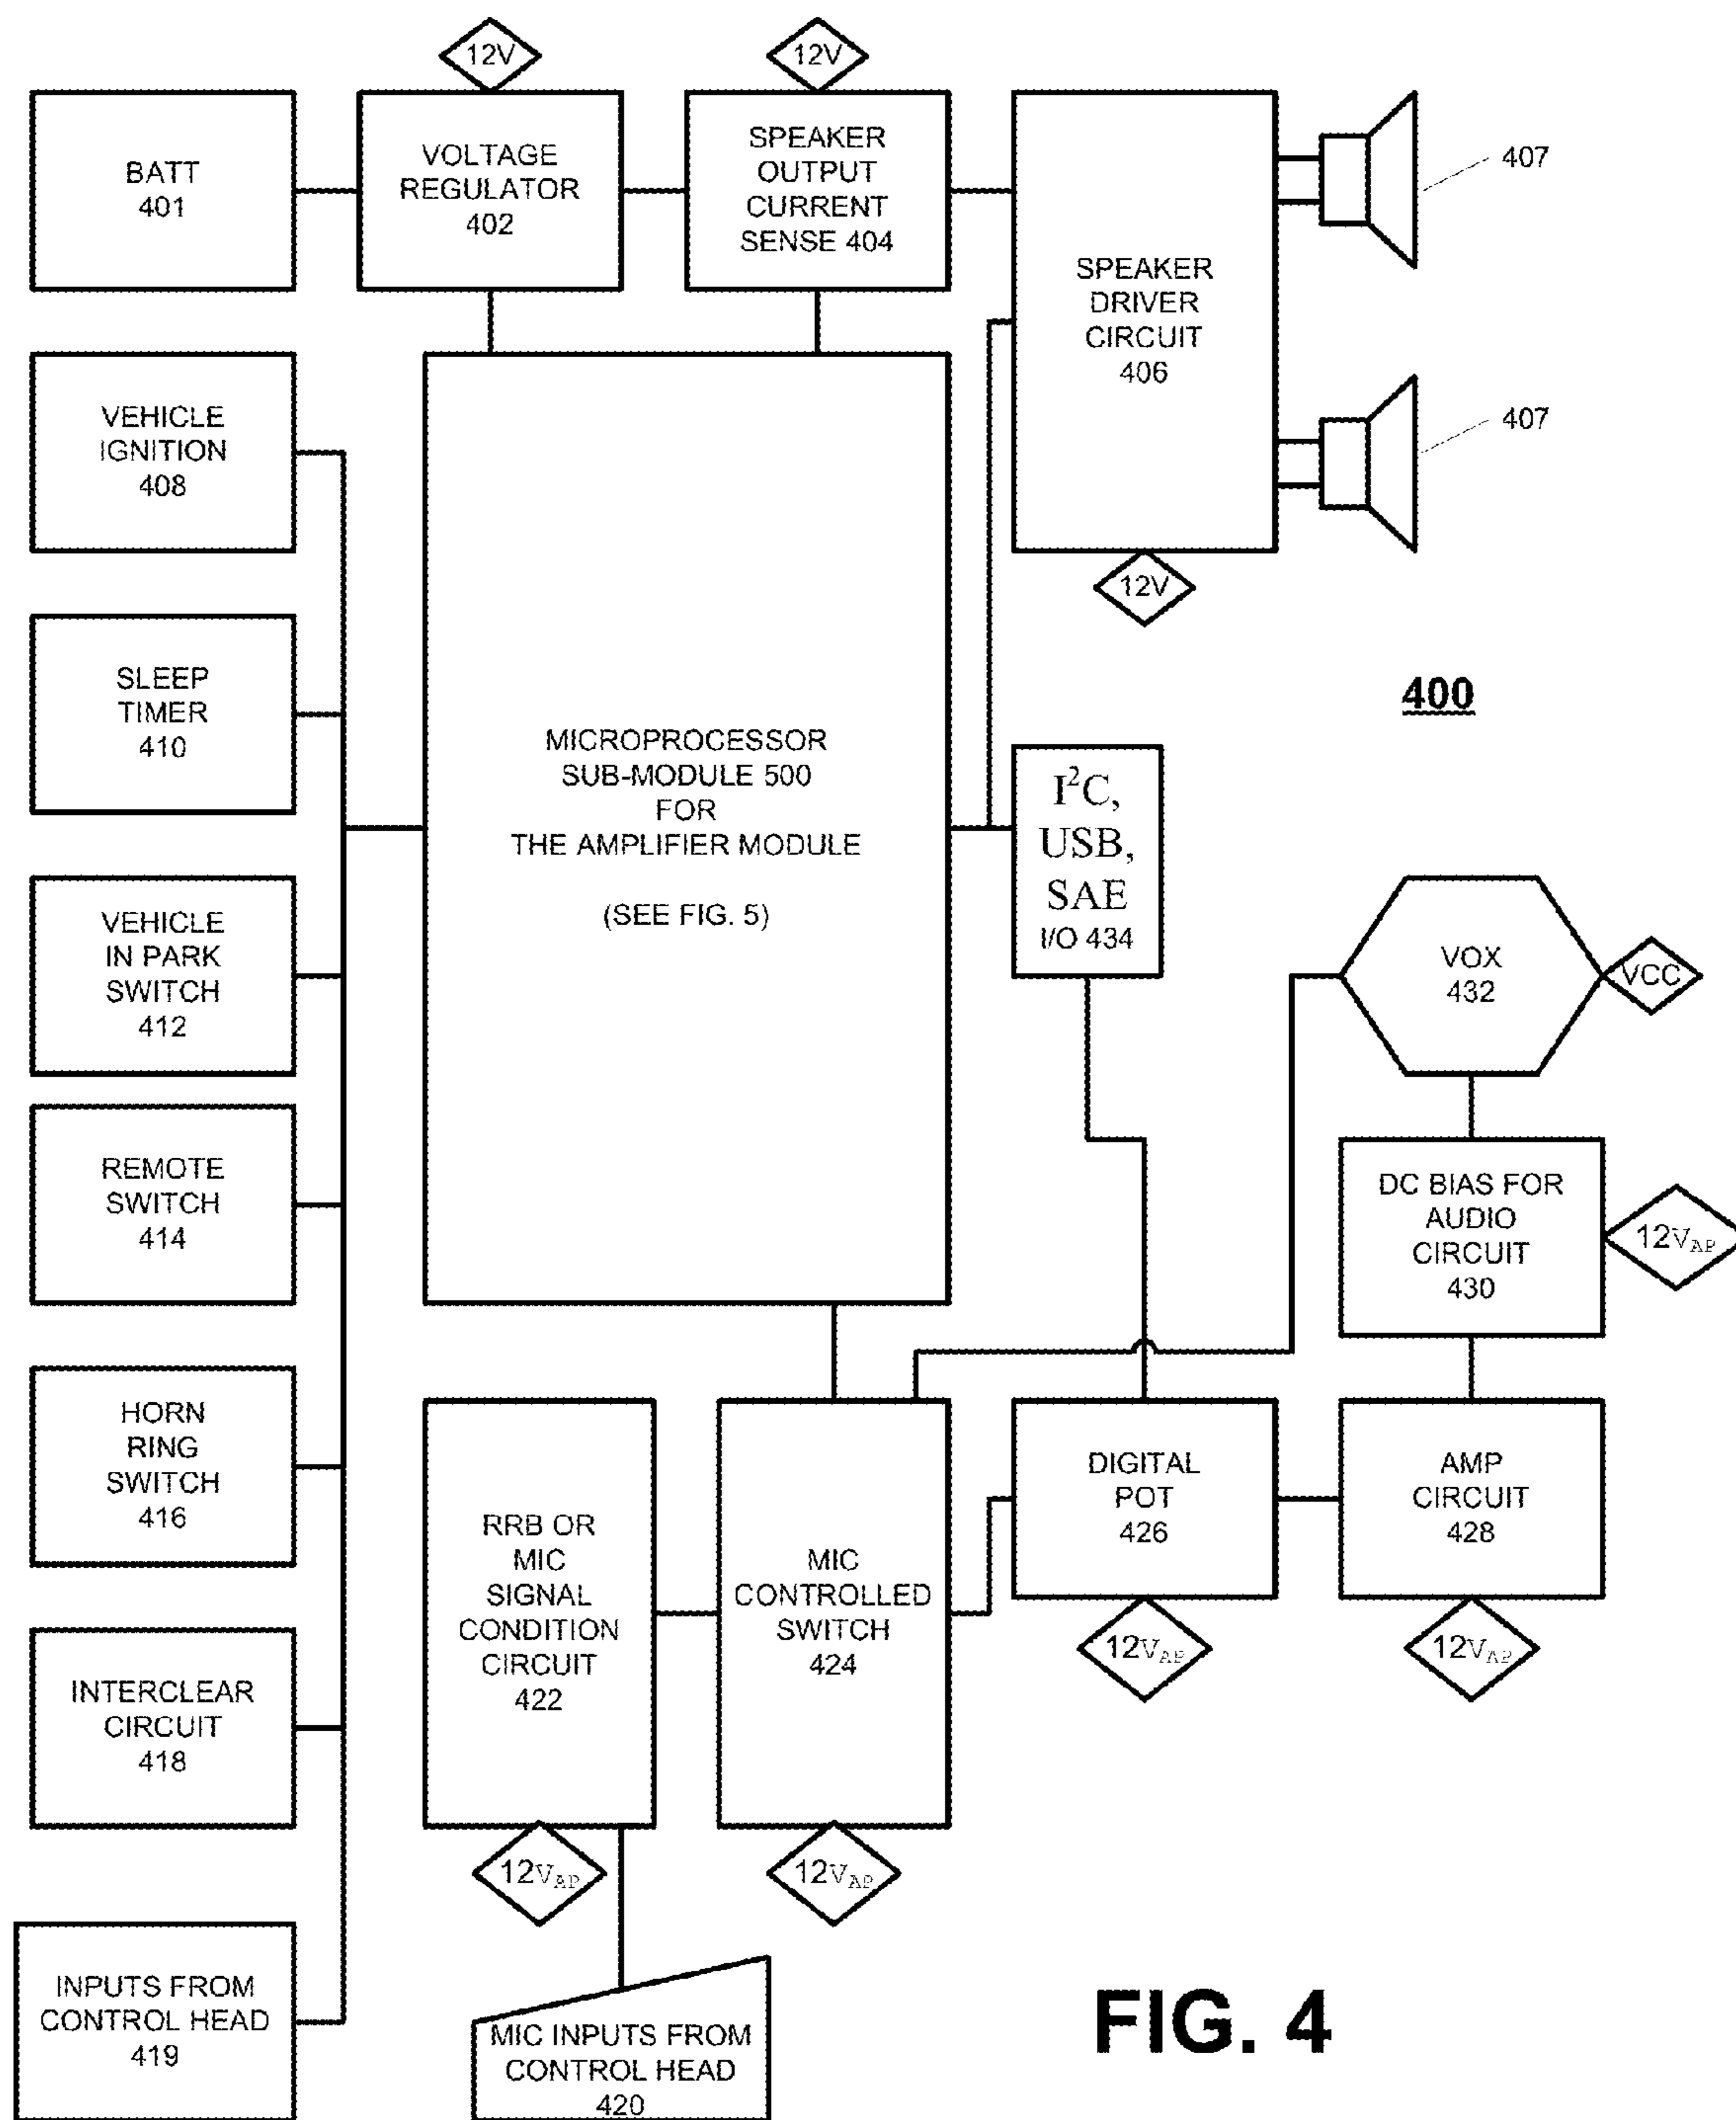 12V
12V
BATT
401
VOLTAGE
REGULATOR
402
SPEAKER
OUTPUT
CURRENT
SENSE 404
SPEAKER
DRIVER
CIRCUIT
406
407
407
12V
400
VEHICLE
IGNITION
408
SLEEP
TIMER
410
VEHICLE
IN PARK
SWITCH
412
REMOTE
SWITCH
414
HORN
RING
SWITCH
416
INTERCLEAR
CIRCUIT
418
INPUTS FROM
CONTROL HEAD
419
MICROPROCESSOR
SUB-MODULE 500
FOR
THE AMPLIFIER MODULE
(SEE FIG. 5)
I²C,
USB,
SAE
I/O 434
VOX
432
VCC
DC BIAS FOR
AUDIO
CIRCUIT
430
12VAP
RRB OR
MIC
SIGNAL
CONDITION
CIRCUIT
422
MIC
CONTROLLED
SWITCH
424
DIGITAL
POT
426
AMP
CIRCUIT
428
12VAP
12VAP
12VAP
12VAP
MIC INPUTS FROM
CONTROL HEAD
420
FIG. 4